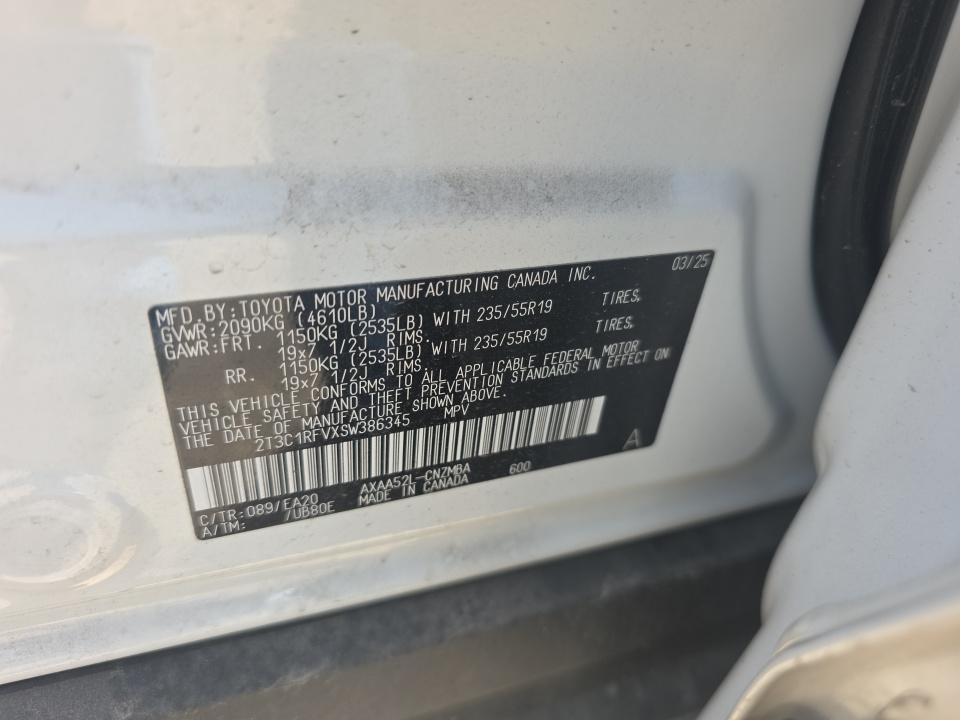 03/25
MFD. BY: TOYOTA MOTOR MANUFACTURING CANADA INC.
GVWR: 2090KG (4610LB)
GAWR: FRT. 1150KG (2535LB) WITH 235/55R19 TIRES,
19x7 1/2J RIMS.
RR. 1150KG (2535LB) WITH 235/55R19 TIRES,
19x7 1/2J RIMS.
THIS VEHICLE CONFORMS TO ALL APPLICABLE FEDERAL MOTOR
VEHICLE SAFETY AND THEFT PREVENTION STANDARDS IN EFFECT ON
THE DATE OF MANUFACTURE SHOWN ABOVE.
2T3C1RFVXSW386345 MPV
A
C/TR: 089/EA20 AXAA52L-CNZMBA 600
A/TM: /UB80E MADE IN CANADA